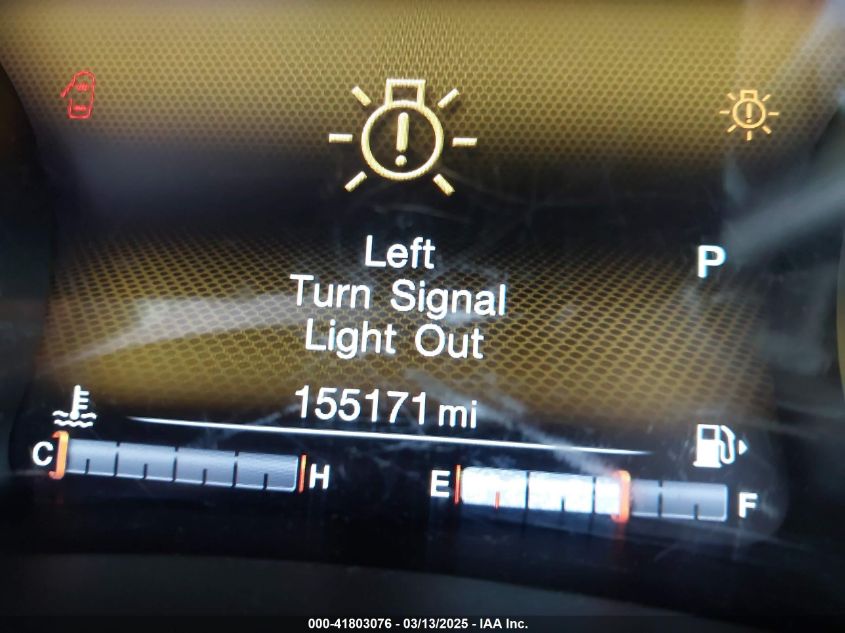 Left
P
Turn Signal
Light Out
155171 mi
C H E F
000-41803076 - 03/13/2025 - IAA Inc.